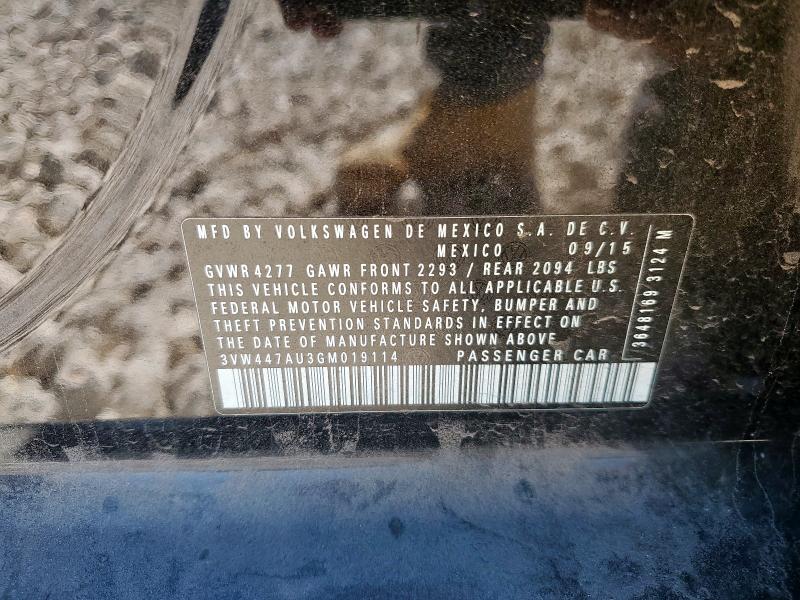 MFD BY VOLKSWAGEN DE MEXICO S.A. DE C.V.
MEXICO 09/15
GVWR 4277 GAWR FRONT 2293 / REAR 2094 LBS
THIS VEHICLE CONFORMS TO ALL APPLICABLE U.S.
FEDERAL MOTOR VEHICLE SAFETY, BUMPER AND
THEFT PREVENTION STANDARDS IN EFFECT ON
THE DATE OF MANUFACTURE SHOWN ABOVE
3VW447AU3GM019114 PASSENGER CAR
3648169 3124 M